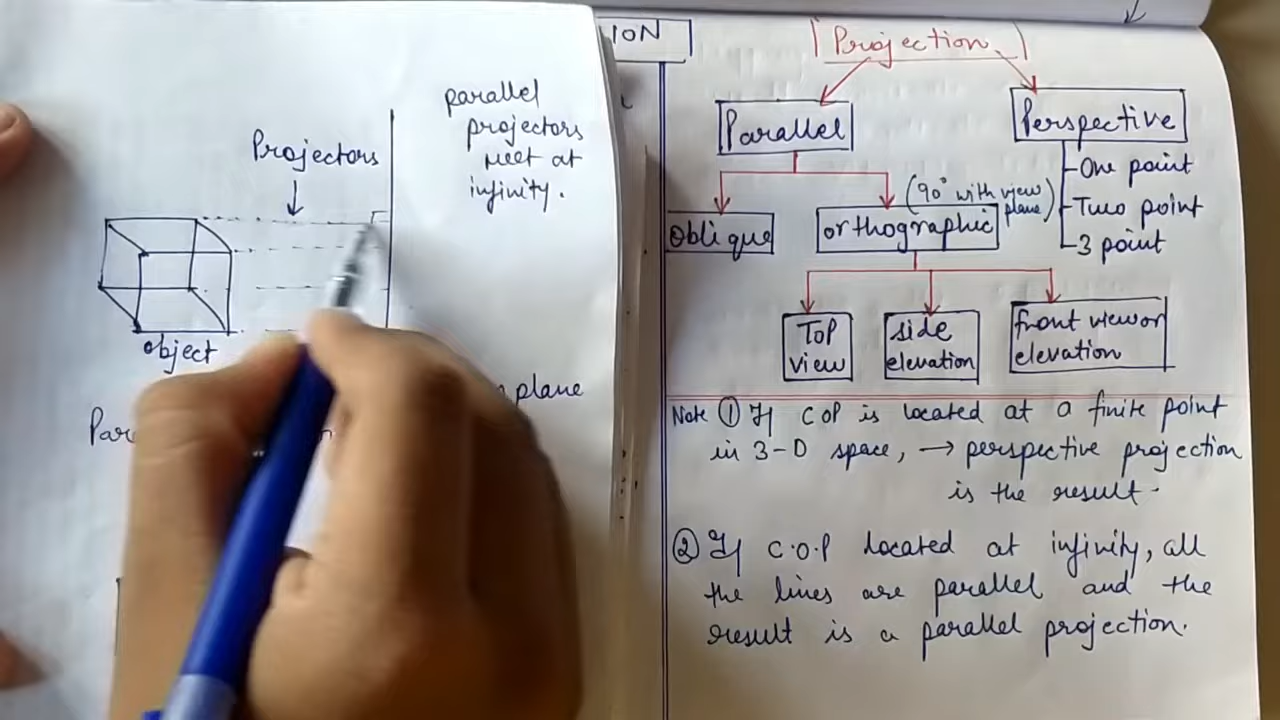 parallel
projectors
meet at
infinity.
Projectors
object
plane
ION
Projection
Parallel
Perspective
One point
Two point
3 point
(90° with view
plane)
oblique
orthographic
Top
view
side
elevation
front view or
elevation
Note ① If COP is located at a finite point
in 3-D space, → perspective projection
is the result.
② If C.O.P located at infinity, all
the lines are parallel and the
result is a parallel projection.